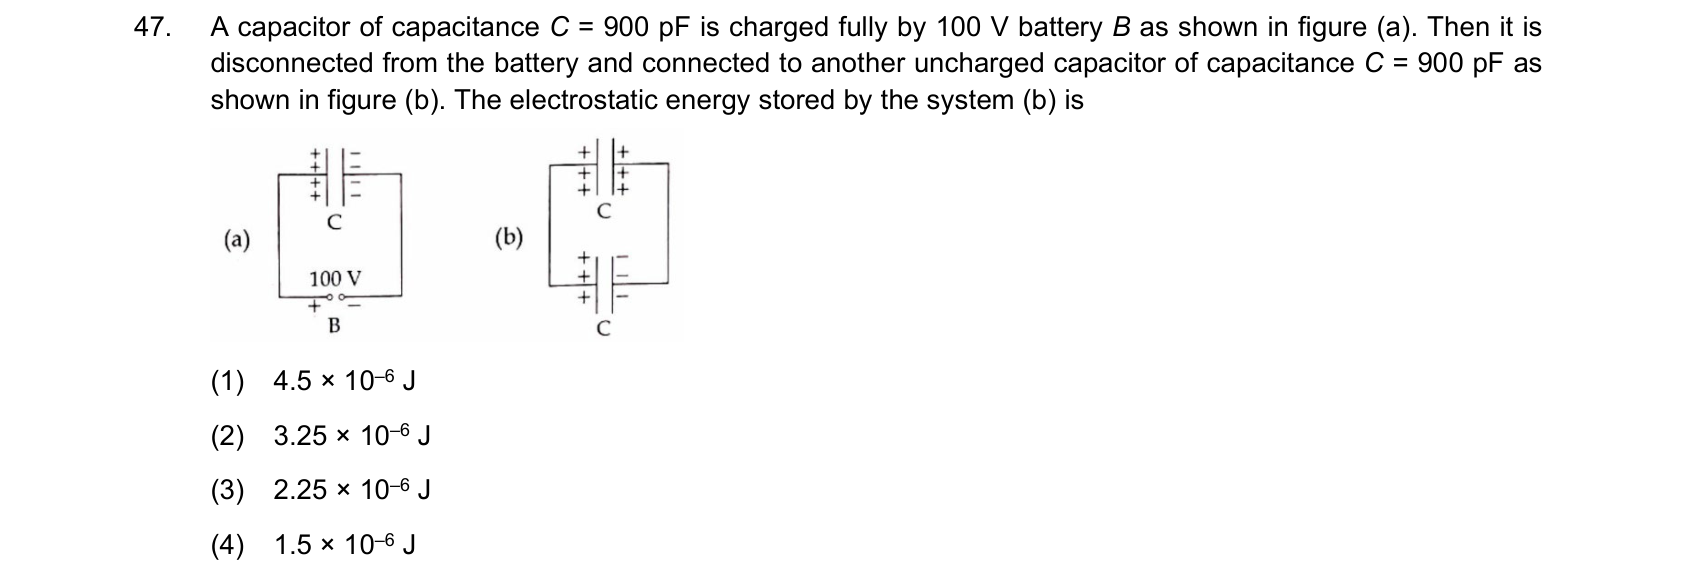 47. A capacitor of capacitance C = 900 pF is charged fully by 100 V battery B as shown in figure (a). Then it is
disconnected from the battery and connected to another uncharged capacitor of capacitance C = 900 pF as
shown in figure (b). The electrostatic energy stored by the system (b) is
+ + + + − − − −
C
(a)
100 V
+ −
B
+ + + + + +
C
(b)
+ + + − − −
C
(1) 4.5 × 10⁻⁶ J
(2) 3.25 × 10⁻⁶ J
(3) 2.25 × 10⁻⁶ J
(4) 1.5 × 10⁻⁶ J